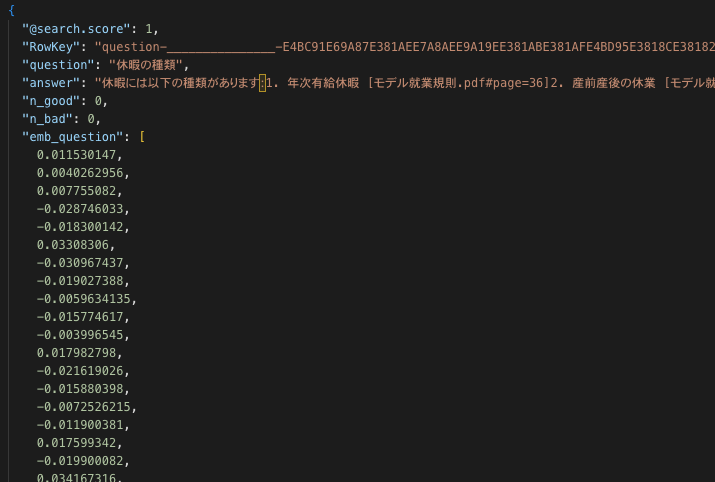 {
"@search.score": 1,
"RowKey": "question-_______________-E4BC91E69A87E381AEE7A8AEE9A19EE381ABE381AFE4BD95E3818CE38182
"question": "休暇の種類",
"answer": "休暇には以下の種類があります:1. 年次有給休暇 [モデル就業規則.pdf#page=36]2. 産前産後の休業 [モデル就
"n_good": 0,
"n_bad": 0,
"emb_question": [
0.011530147,
0.0040262956,
0.007755082,
-0.028746033,
-0.018300142,
0.03308306,
-0.030967437,
-0.019027388,
-0.0059634135,
-0.015774617,
-0.003996545,
0.017982798,
-0.021619026,
-0.015880398,
-0.0072526215,
-0.011900381,
0.017599342,
-0.019900082,
0.034167316,